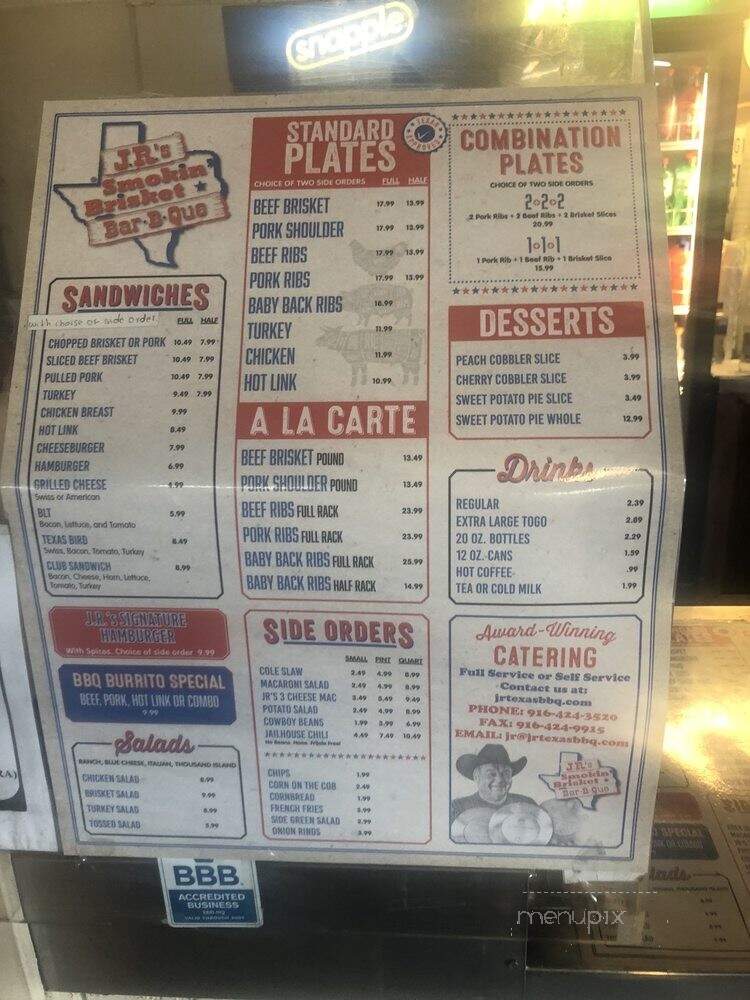 snapple
J.R.'s
Smokin'
Brisket
Bar-B-Que
SANDWICHES
with choise of side order
FULL HALF
CHOPPED BRISKET OR PORK 10.49 7.99
SLICED BEEF BRISKET 10.49 7.99
PULLED PORK 10.49 7.99
TURKEY 9.49 7.99
CHICKEN BREAST 9.99
HOT LINK 8.49
CHEESEBURGER 7.99
HAMBURGER 6.99
GRILLED CHEESE 4.99
Swiss or American
BLT 5.99
Bacon, Lettuce, and Tomato
TEXAS BIRD 8.49
Swiss, Bacon, Tomato, Turkey
CLUB SANDWICH 8.99
Bacon, Cheese, Ham, Lettuce,
Tomato, Turkey
J.R.'S SIGNATURE
HAMBURGER
With Spices. Choice of side order 9.99
BBQ BURRITO SPECIAL
BEEF, PORK, HOT LINK OR COMBO
9.99
Salads
RANCH, BLUE CHEESE, ITALIAN, THOUSAND ISLAND
CHICKEN SALAD 8.99
BRISKET SALAD 9.99
TURKEY SALAD 8.99
TOSSED SALAD 5.99
STANDARD
PLATES
TEXAS
APPROVED
CHOICE OF TWO SIDE ORDERS FULL HALF
BEEF BRISKET 17.99 13.99
PORK SHOULDER 17.99 13.99
BEEF RIBS 17.99 13.99
PORK RIBS 17.99 13.99
BABY BACK RIBS 18.99
TURKEY 11.99
CHICKEN 11.99
HOT LINK 10.99
A LA CARTE
BEEF BRISKET POUND 13.49
PORK SHOULDER POUND 13.49
BEEF RIBS FULL RACK 23.99
PORK RIBS FULL RACK 23.99
BABY BACK RIBS FULL RACK 25.99
BABY BACK RIBS HALF RACK 14.99
SIDE ORDERS
SMALL PINT QUART
COLE SLAW 2.49 4.99 8.99
MACARONI SALAD 2.49 4.99 8.99
JR'S 3 CHEESE MAC 3.49 5.49 9.49
POTATO SALAD 2.49 4.99 8.99
COWBOY BEANS 1.99 3.99 6.99
JAILHOUSE CHILI 4.49 7.49 10.49
No Beans. None. Frijole Free!
CHIPS 1.99
CORN ON THE COB 2.49
CORNBREAD 1.99
FRENCH FRIES 3.99
SIDE GREEN SALAD 2.99
ONION RINGS 3.99
COMBINATION
PLATES
CHOICE OF TWO SIDE ORDERS
2·2·2
2 Pork Ribs + 2 Beef Ribs + 2 Brisket Slices
20.99
1·1·1
1 Pork Rib + 1 Beef Rib + 1 Brisket Slice
15.99
DESSERTS
PEACH COBBLER SLICE 3.99
CHERRY COBBLER SLICE 3.99
SWEET POTATO PIE SLICE 3.49
SWEET POTATO PIE WHOLE 12.99
Drinks
REGULAR 2.39
EXTRA LARGE TOGO 2.89
20 OZ. BOTTLES 2.29
12 OZ. CANS 1.59
HOT COFFEE .99
TEA OR COLD MILK 1.99
Award-Winning
CATERING
Full Service or Self Service
Contact us at:
jrtexasbbq.com
PHONE: 916-424-3520
FAX: 916-424-9915
EMAIL: jr@jrtexasbbq.com
J.R.'s
Smokin'
Brisket
Bar-B-Que
BBB
ACCREDITED
BUSINESS
bbb.org
RA)
SPECIAL
menupix